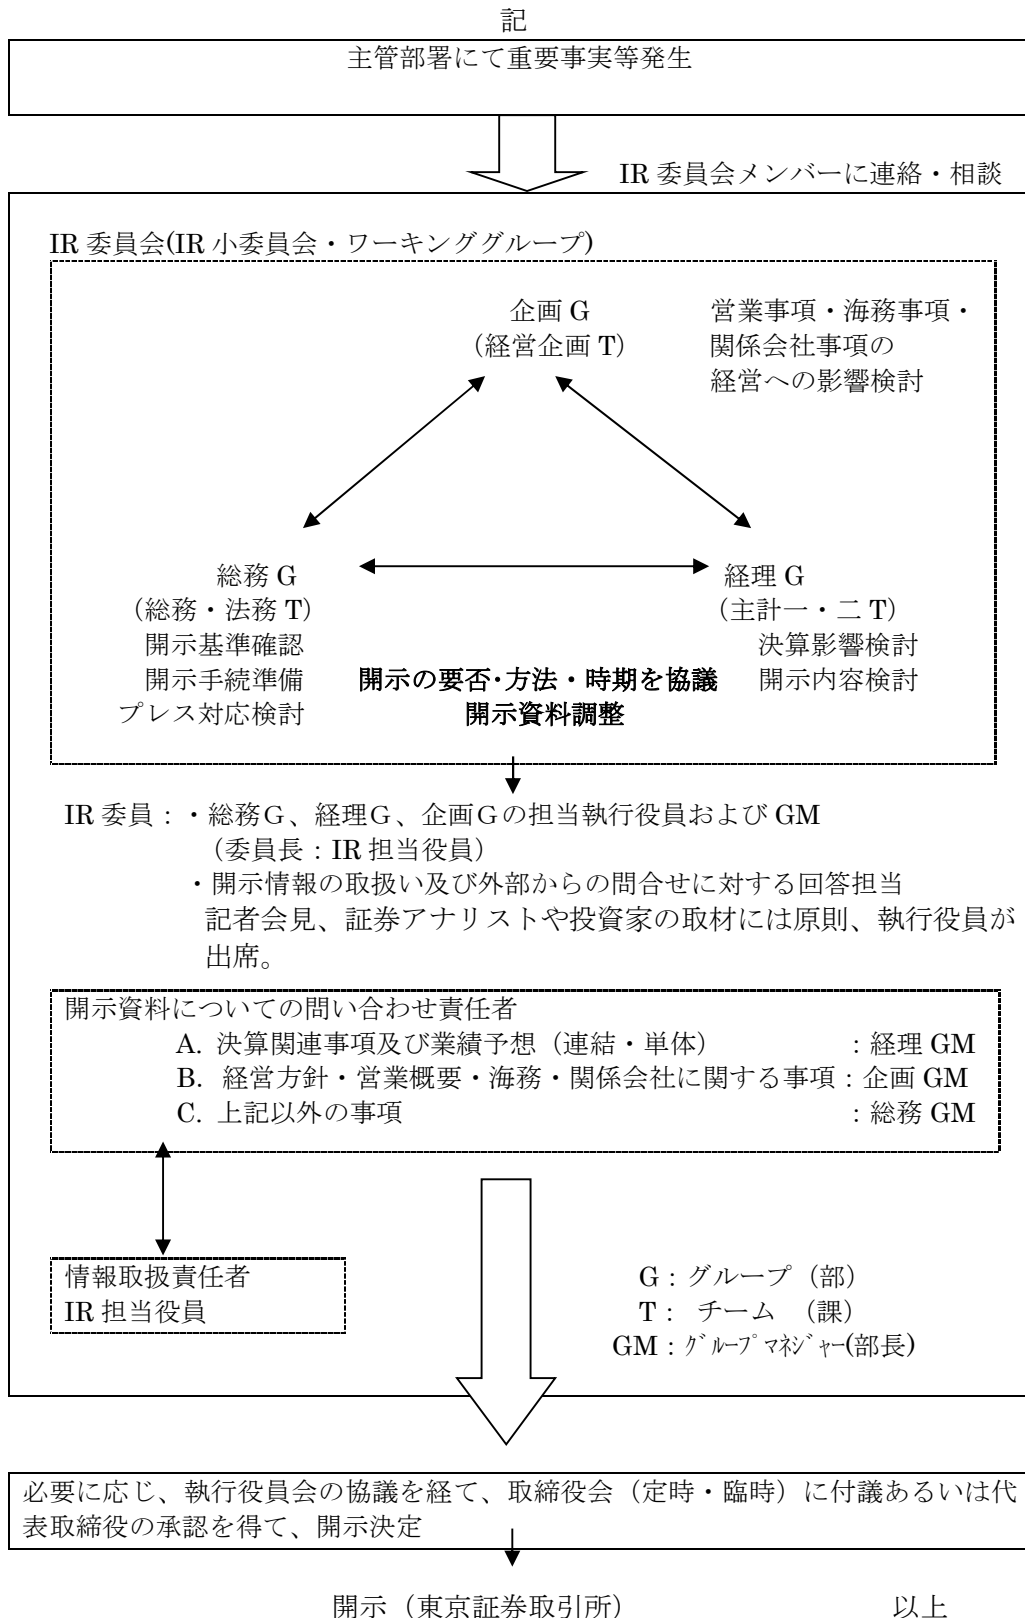 記
主管部署にて重要事実等発生
IR 委員会メンバーに連絡・相談
IR 委員会(IR 小委員会・ワーキンググループ)
企画 G
(経営企画 T)
営業事項・海務事項・
関係会社事項の
経営への影響検討
総務 G
(総務・法務 T)
開示基準確認
開示手続準備
プレス対応検討
経理 G
(主計一・二 T)
決算影響検討
開示内容検討
開示の要否･方法・時期を協議
開示資料調整
IR 委員：・総務Ｇ、経理Ｇ、企画Ｇの担当執行役員および GM
（委員長：IR 担当役員）
・開示情報の取扱い及び外部からの問合せに対する回答担当
記者会見、証券アナリストや投資家の取材には原則、執行役員が
出席。
開示資料についての問い合わせ責任者
A. 決算関連事項及び業績予想（連結・単体） ：経理 GM
B. 経営方針・営業概要・海務・関係会社に関する事項：企画 GM
C. 上記以外の事項 ：総務 GM
情報取扱責任者
IR 担当役員
G：グループ（部）
T： チーム （課）
GM：ｸﾞﾙｰﾌﾟﾏﾈｼﾞｬｰ(部長)
必要に応じ、執行役員会の協議を経て、取締役会（定時・臨時）に付議あるいは代
表取締役の承認を得て、開示決定
開示（東京証券取引所） 以上